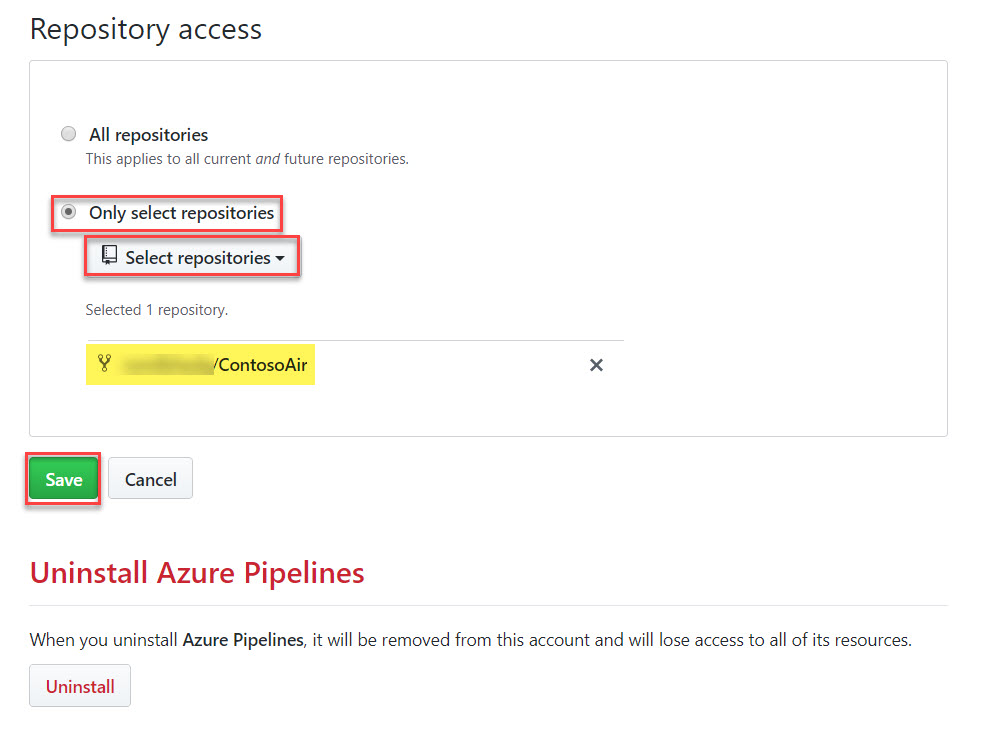 Repository access
All repositories
This applies to all current and future repositories.
Only select repositories
Select repositories
Selected 1 repository.
/ContosoAir
Save
Cancel
Uninstall Azure Pipelines
When you uninstall Azure Pipelines, it will be removed from this account and will lose access to all of its resources.
Uninstall